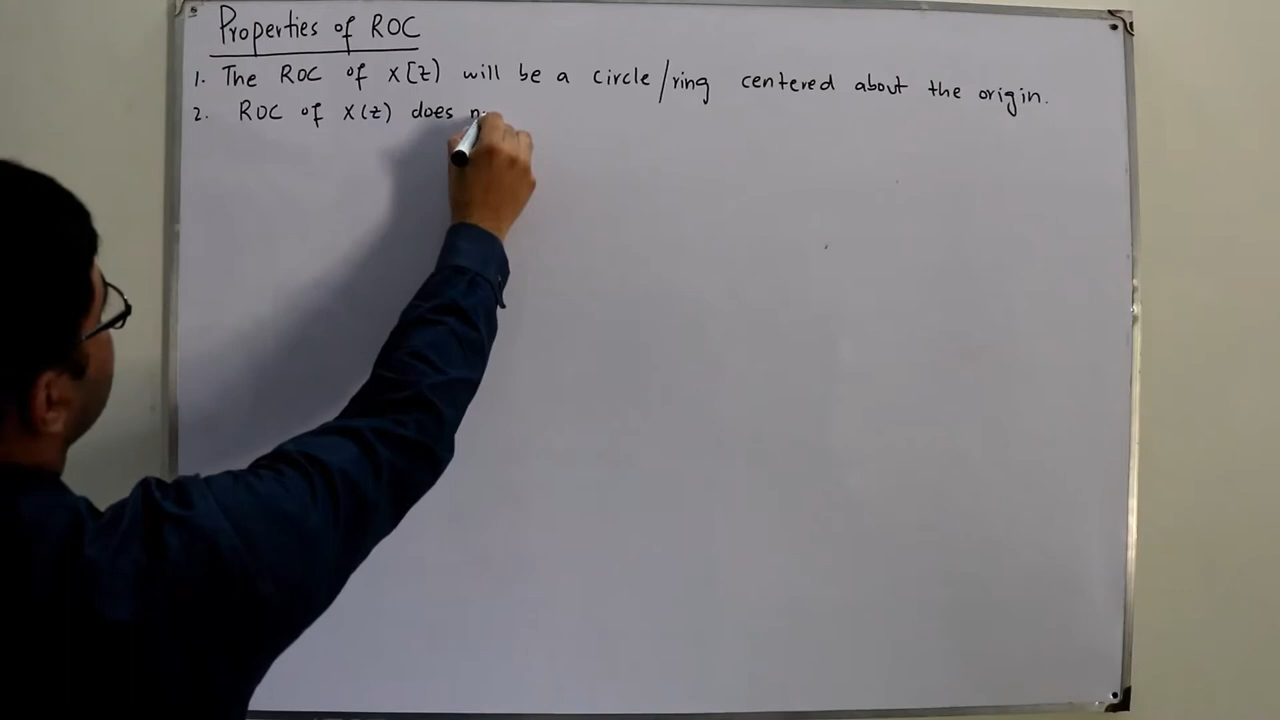 Properties of ROC
1. The ROC of X[z) will be a circle/ring centered about the origin.
2. ROC of X(z) does